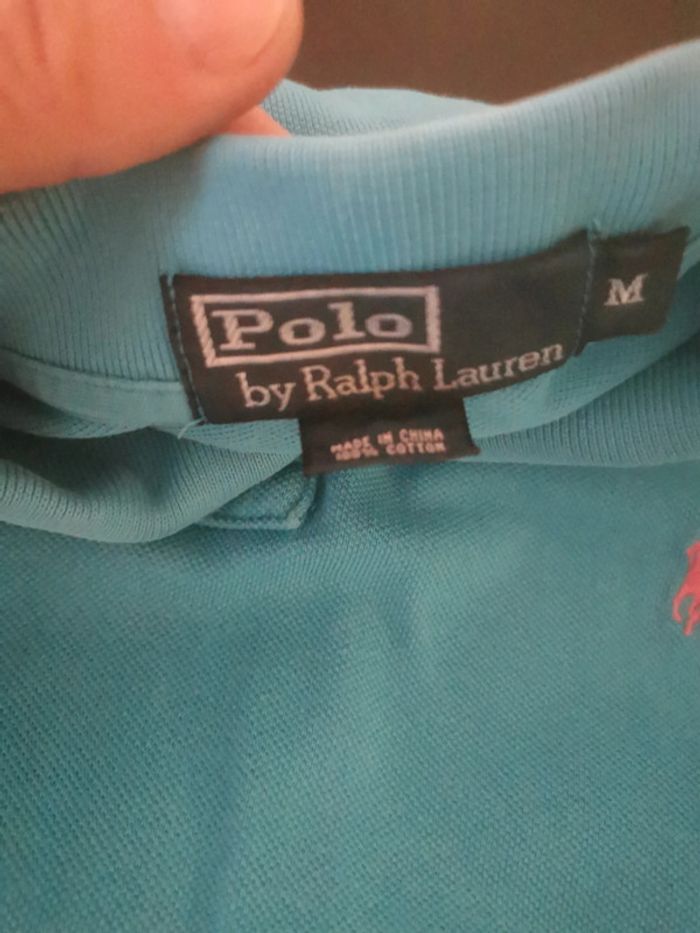 Polo
by Ralph Lauren
M
MADE IN CHINA
100% COTTON